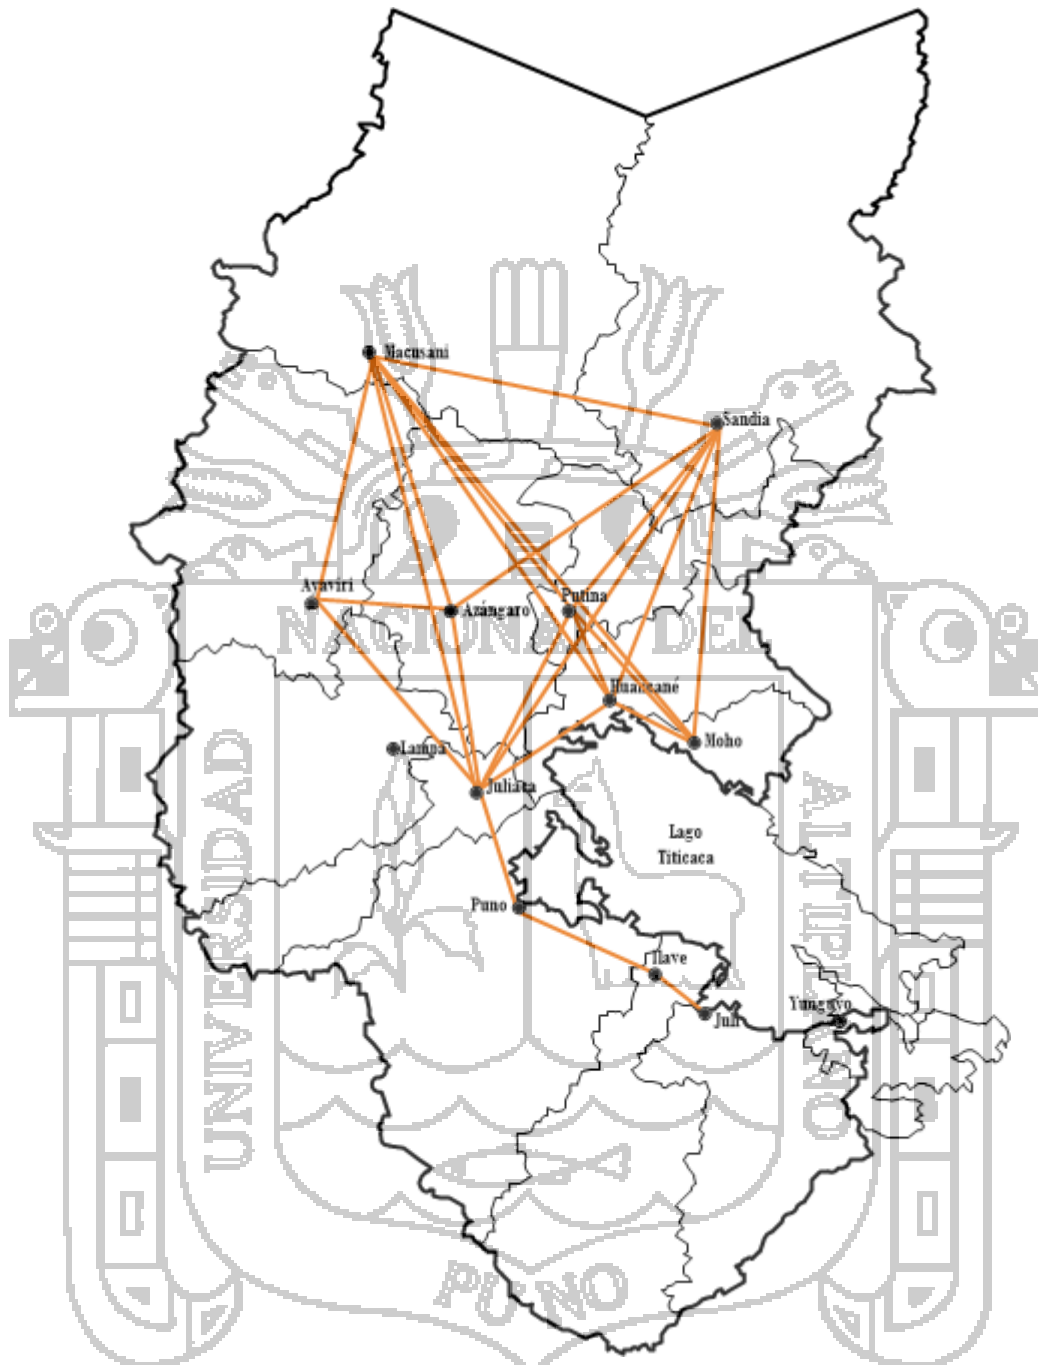 Macusani
Sandia
Ayaviri
Azángaro
Putina
NACIONAL DEL
Huancané
Moho
Lampa
Juliaca
Lago
Titicaca
Puno
Ilave
Juli
Yunguyo
UNIVERSIDAD
ALTIPLANO
PUNO